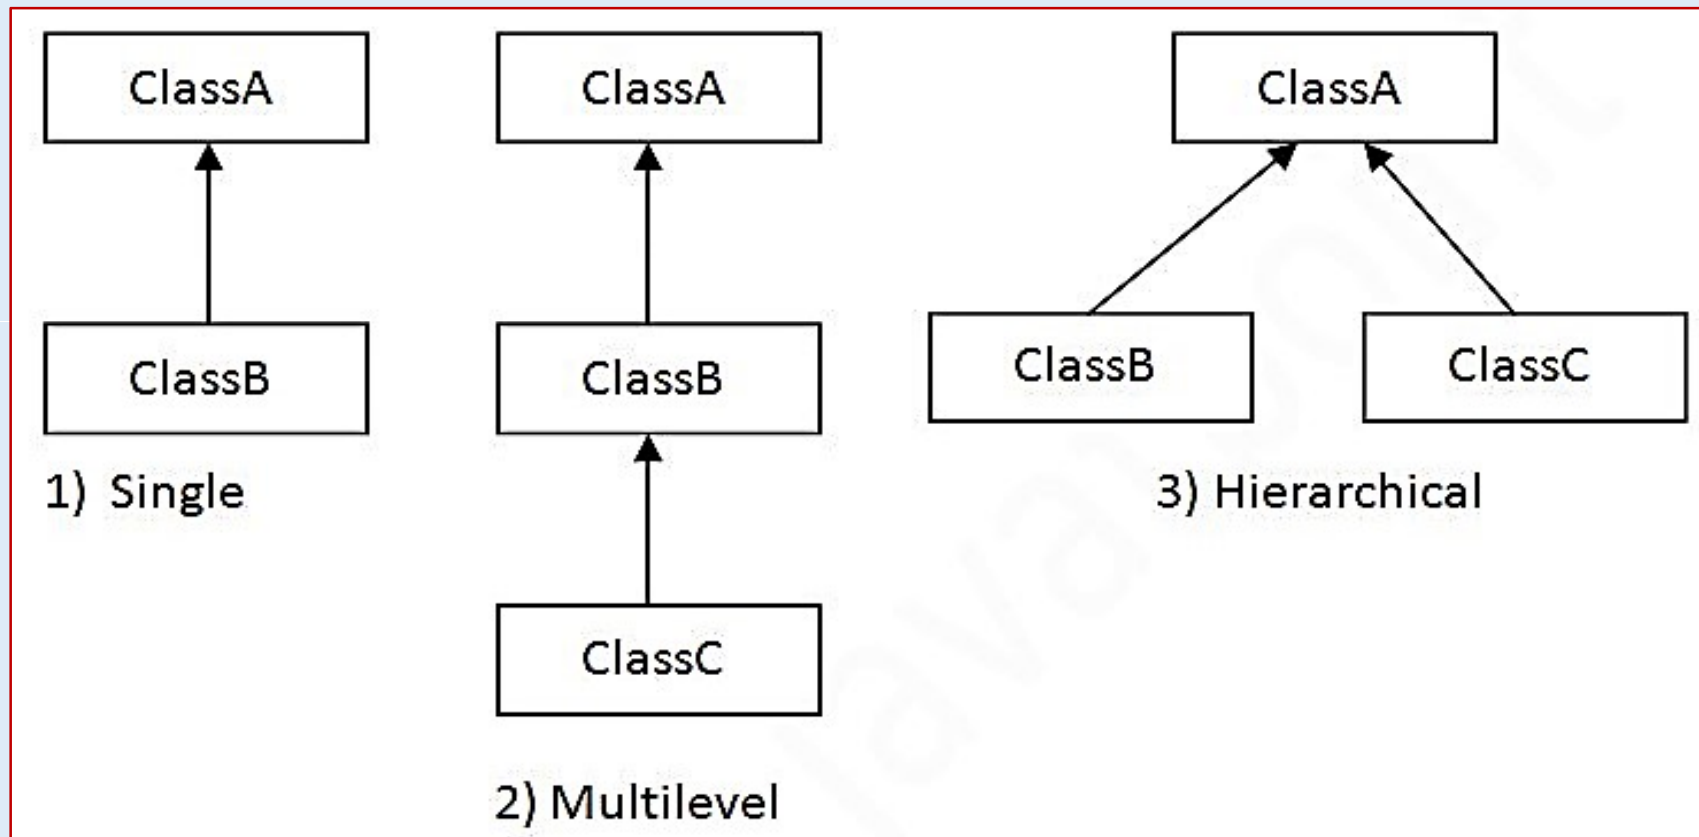 ClassA
ClassB
1) Single
ClassA
ClassB
ClassC
2) Multilevel
ClassA
ClassB
ClassC
3) Hierarchical